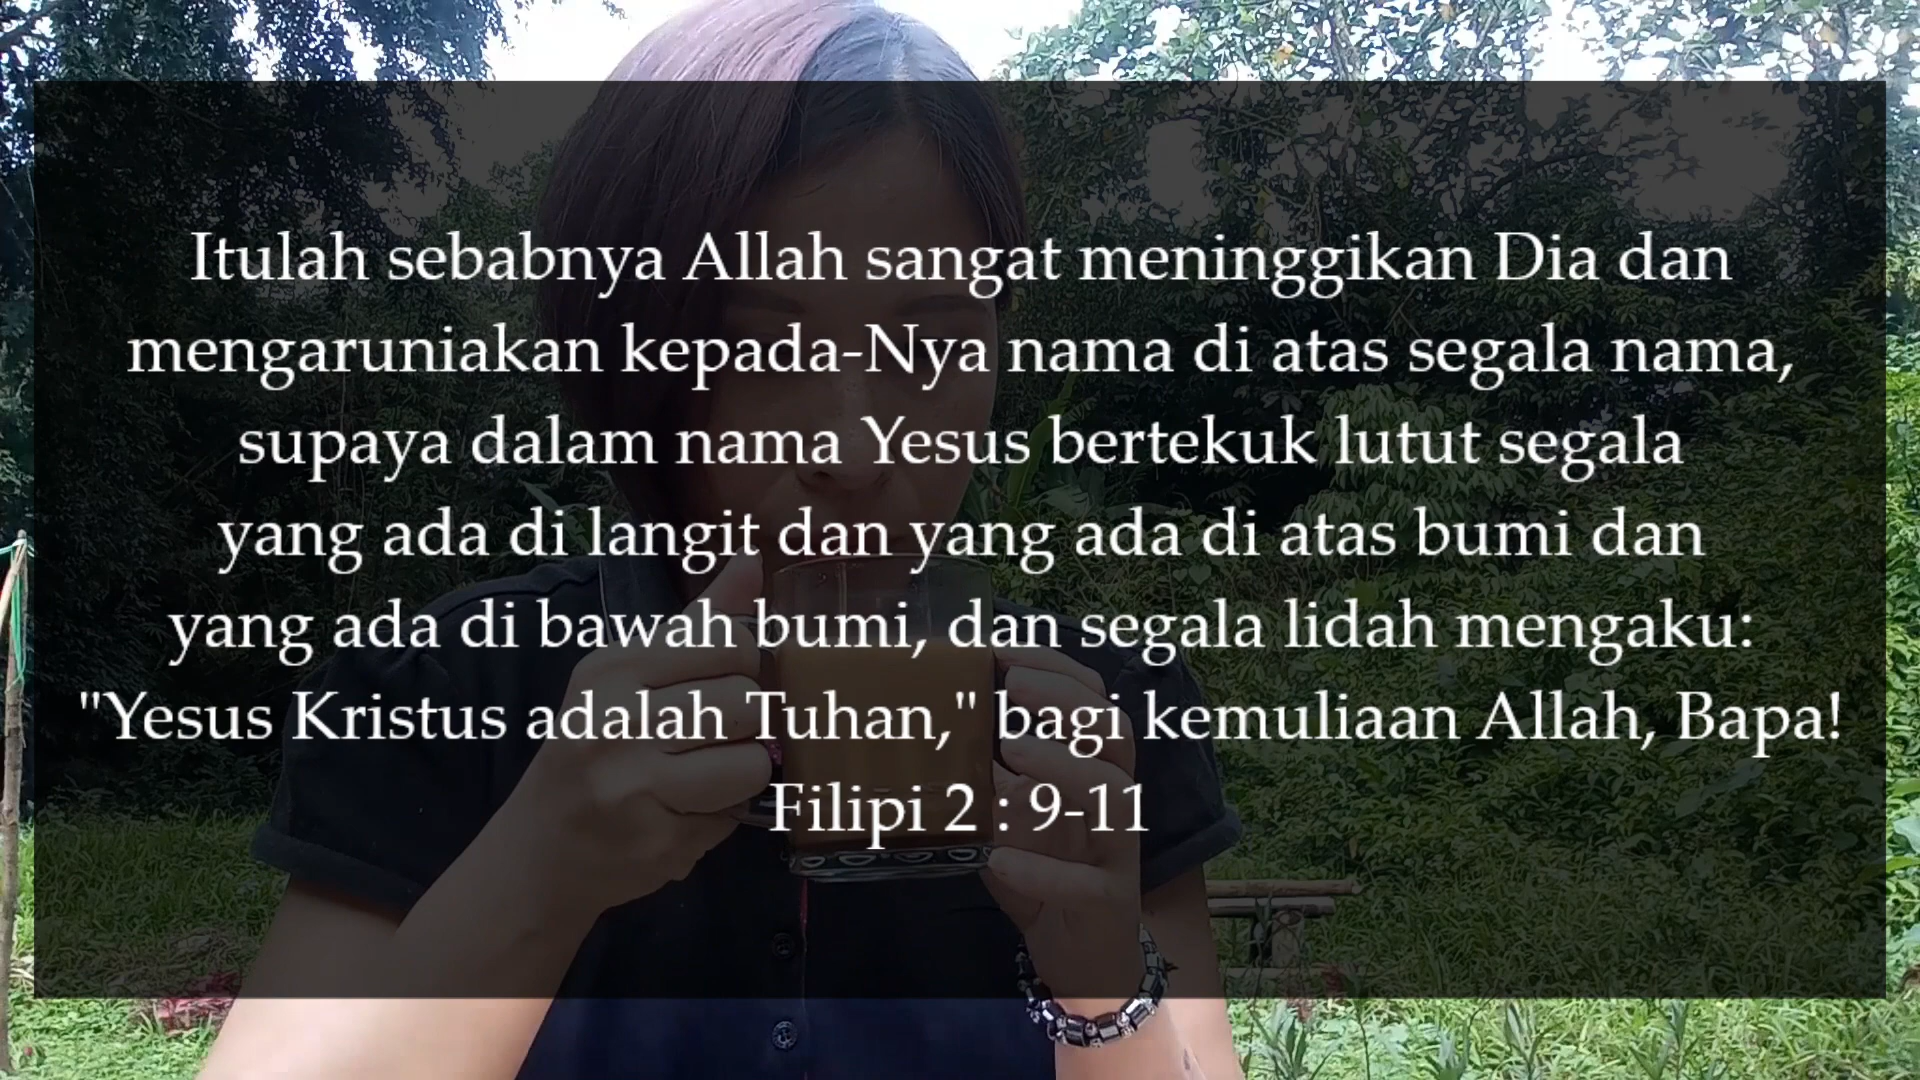 Itulah sebabnya Allah sangat meninggikan Dia dan
mengaruniakan kepada-Nya nama di atas segala nama,
supaya dalam nama Yesus bertekuk lutut segala
yang ada di langit dan yang ada di atas bumi dan
yang ada di bawah bumi, dan segala lidah mengaku:
"Yesus Kristus adalah Tuhan," bagi kemuliaan Allah, Bapa!
Filipi 2 : 9-11